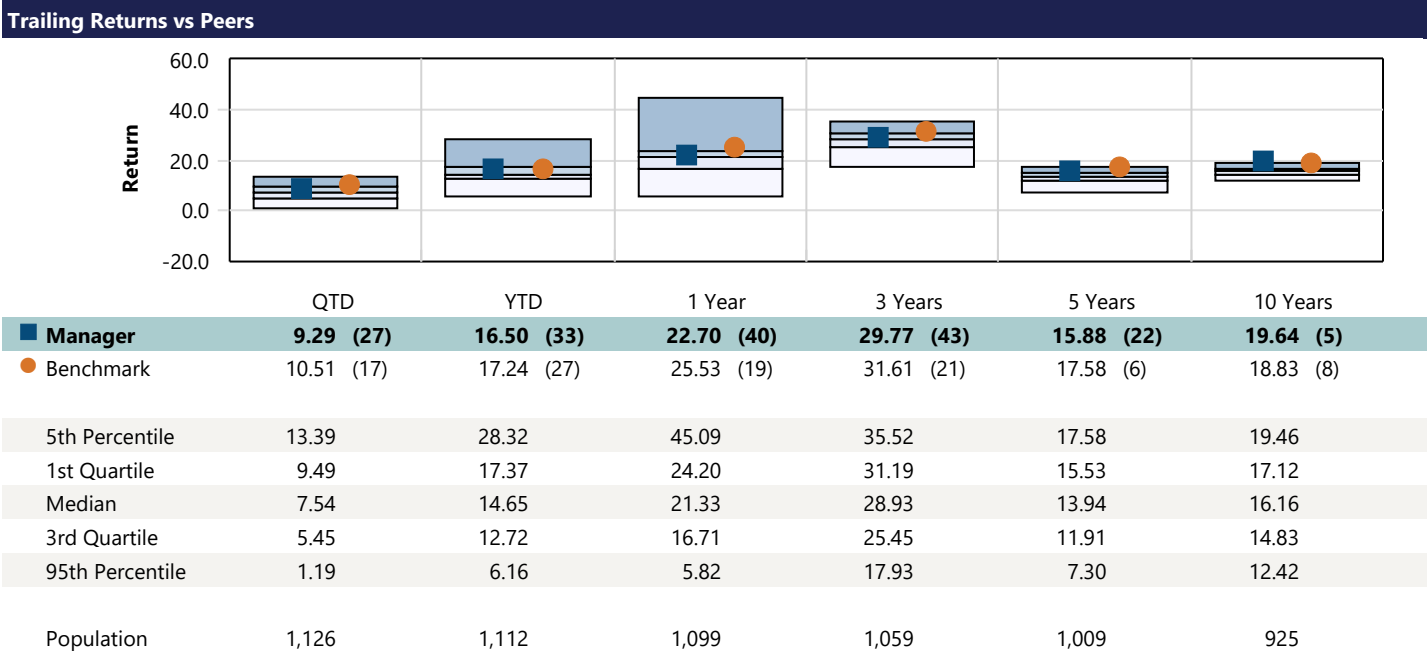 Trailing Returns vs Peers
60.0
40.0
20.0
0.0
-20.0
Return
QTD YTD 1 Year 3 Years 5 Years 10 Years
Manager 9.29 (27) 16.50 (33) 22.70 (40) 29.77 (43) 15.88 (22) 19.64 (5)
Benchmark 10.51 (17) 17.24 (27) 25.53 (19) 31.61 (21) 17.58 (6) 18.83 (8)
5th Percentile 13.39 28.32 45.09 35.52 17.58 19.46
1st Quartile 9.49 17.37 24.20 31.19 15.53 17.12
Median 7.54 14.65 21.33 28.93 13.94 16.16
3rd Quartile 5.45 12.72 16.71 25.45 11.91 14.83
95th Percentile 1.19 6.16 5.82 17.93 7.30 12.42
Population 1,126 1,112 1,099 1,059 1,009 925